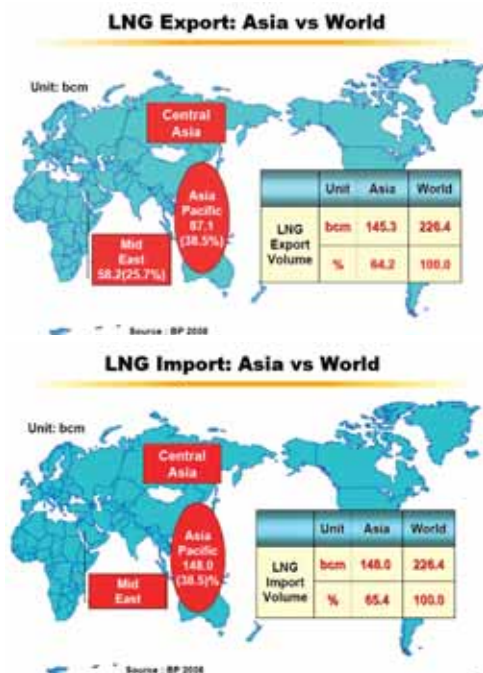 LNG Export: Asia vs World
Unit: bcm
Central
Asia
Asia
Pacific
87.1
(38.5%)
Mid
East
58.2(25.7%)
Unit Asia World
LNG
Export
Volume
bcm 145.3 226.4
% 64.2 100.0
Source : BP 2008
LNG Import: Asia vs World
Unit: bcm
Central
Asia
Asia
Pacific
148.0
(38.5)%
Mid
East
Unit Asia World
LNG
Import
Volume
bcm 148.0 226.4
% 65.4 100.0
Source : BP 2008